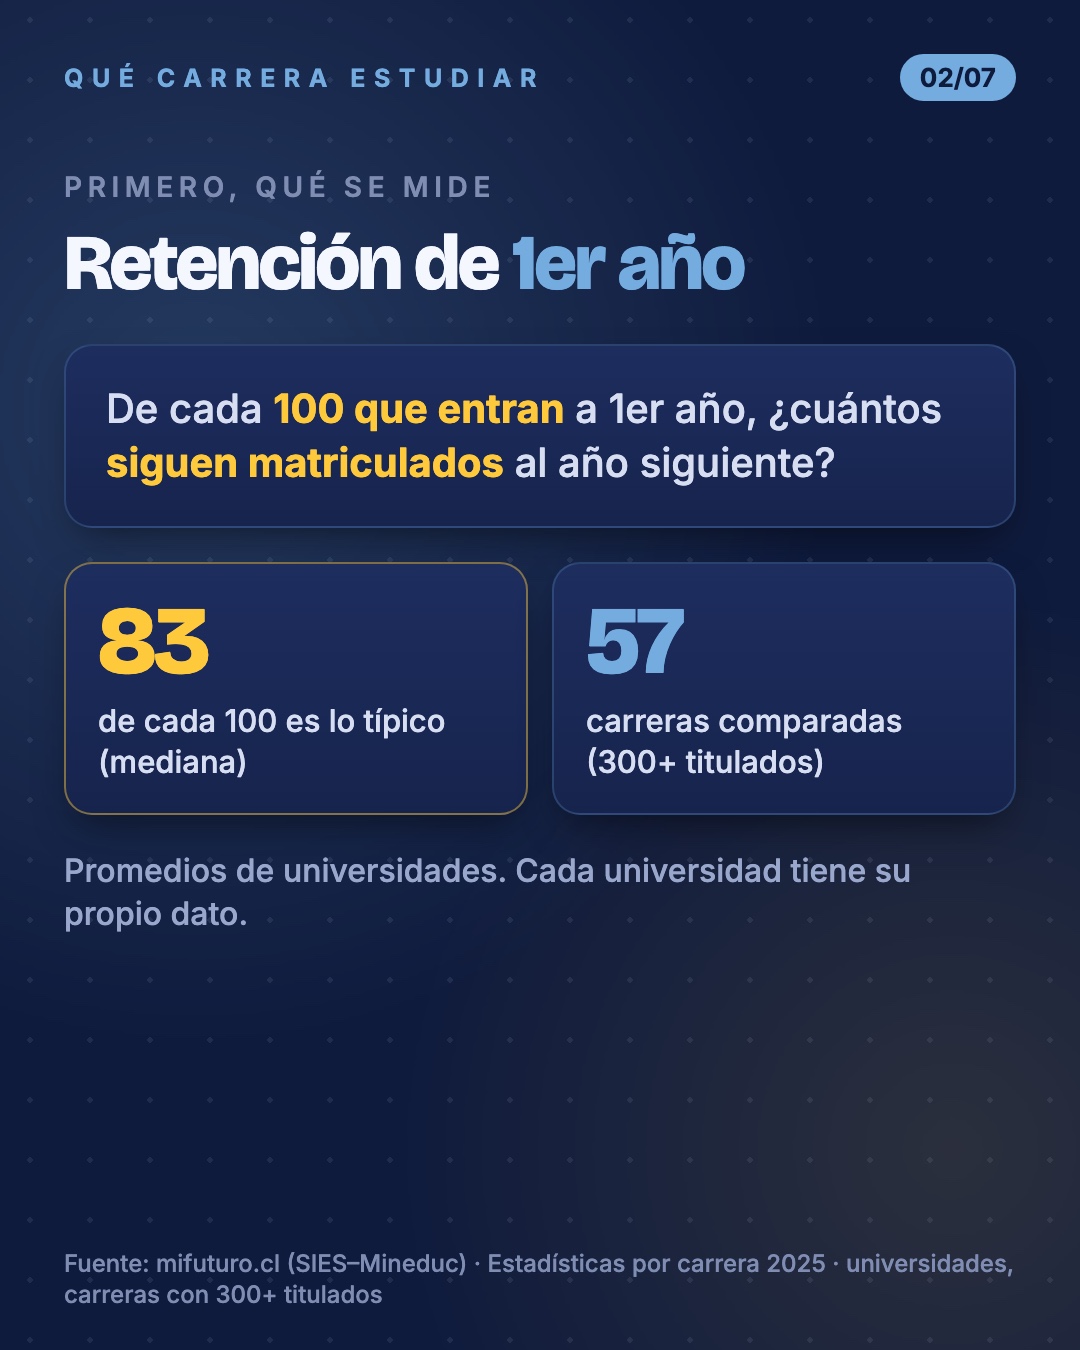 QUÉ CARRERA ESTUDIAR
02/07
PRIMERO, QUÉ SE MIDE
Retención de 1er año
De cada 100 que entran a 1er año, ¿cuántos
siguen matriculados al año siguiente?
83
de cada 100 es lo típico
(mediana)
57
carreras comparadas
(300+ titulados)
Promedios de universidades. Cada universidad tiene su
propio dato.
Fuente: mifuturo.cl (SIES–Mineduc) · Estadísticas por carrera 2025 · universidades,
carreras con 300+ titulados